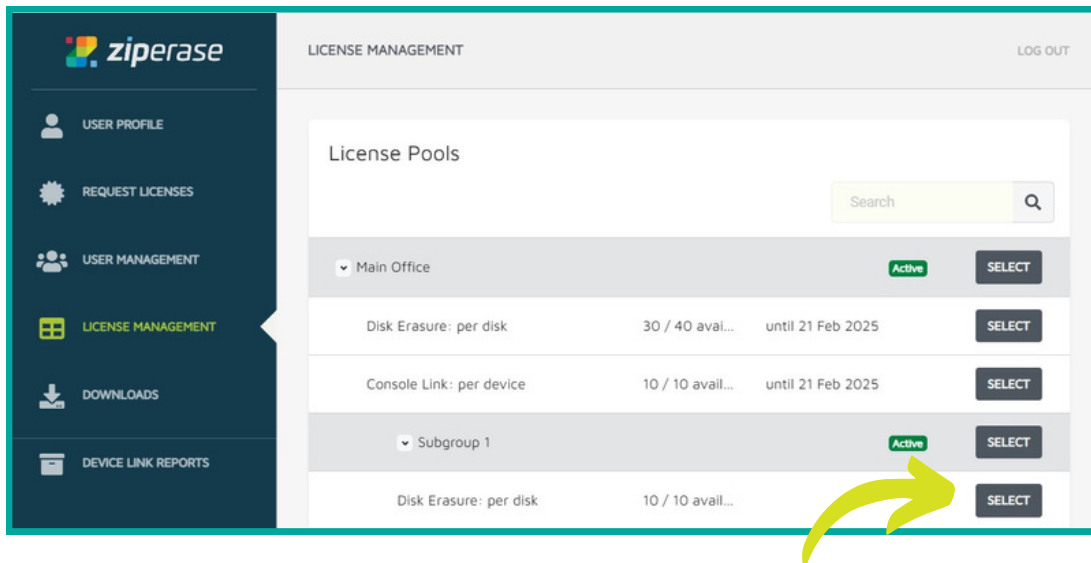 ziperase
LICENSE MANAGEMENT
LOG OUT
USER PROFILE
REQUEST LICENSES
USER MANAGEMENT
LICENSE MANAGEMENT
DOWNLOADS
DEVICE LINK REPORTS
License Pools
Search
Main Office Active SELECT
Disk Erasure: per disk 30 / 40 avai... until 21 Feb 2025 SELECT
Console Link: per device 10 / 10 avail... until 21 Feb 2025 SELECT
Subgroup 1 Active SELECT
Disk Erasure: per disk 10 / 10 avail... SELECT